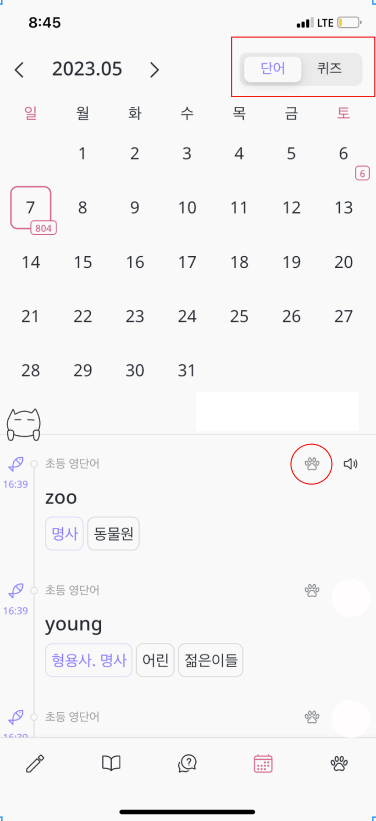 8:45 LTE
2023.05 단어 퀴즈
일 월 화 수 목 금 토
1 2 3 4 5 6
6
7 8 9 10 11 12 13
804
14 15 16 17 18 19 20
21 22 23 24 25 26 27
28 29 30 31
초등 영단어
16:39
zoo
명사 동물원
초등 영단어
16:39
young
형용사. 명사 어린 젊은이들
초등 영단어
16:39